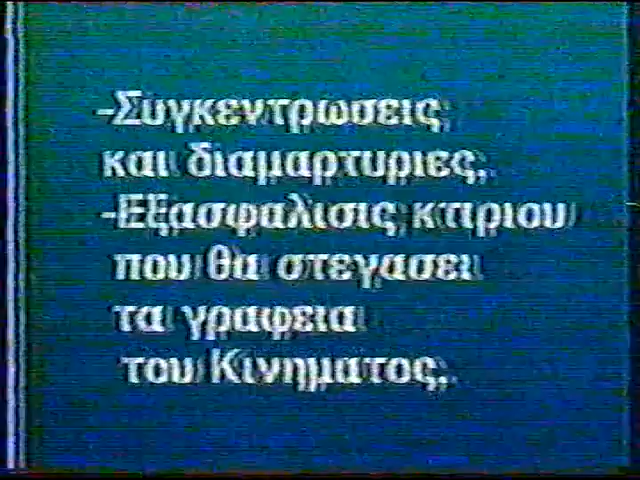 -Συγκεντρωσεις
και διαμαρτυριες.
-Εξασφαλισις κτιριου
που θα στεγασει
τα γραφεια
του Κινηματος.